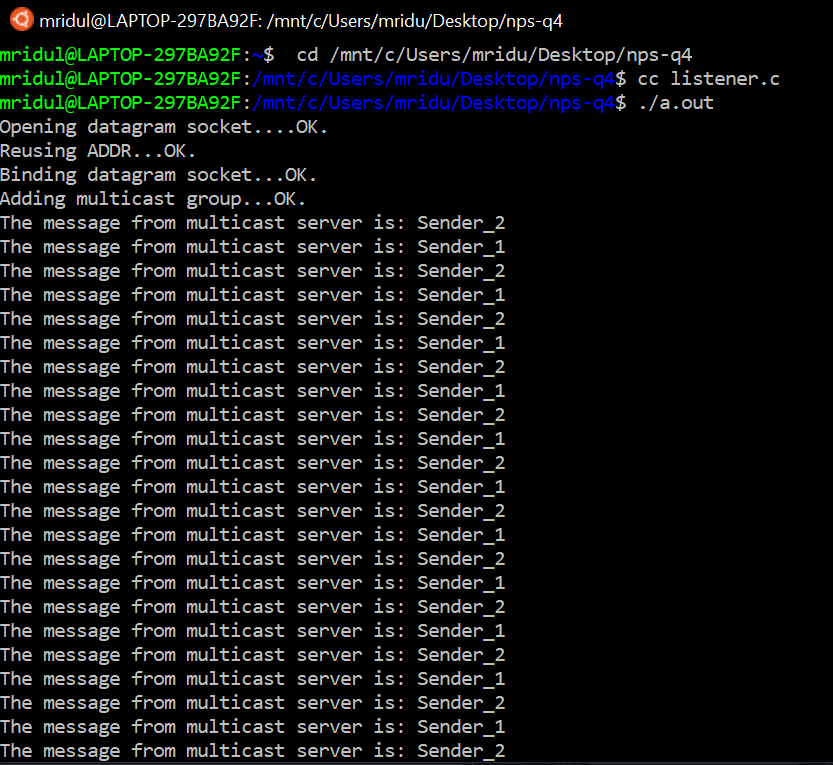 mridul@LAPTOP-297BA92F: /mnt/c/Users/mridu/Desktop/nps-q4
mridul@LAPTOP-297BA92F:~$  cd /mnt/c/Users/mridu/Desktop/nps-q4
mridul@LAPTOP-297BA92F:/mnt/c/Users/mridu/Desktop/nps-q4$ cc listener.c
mridul@LAPTOP-297BA92F:/mnt/c/Users/mridu/Desktop/nps-q4$ ./a.out
Opening datagram socket....OK.
Reusing ADDR...OK.
Binding datagram socket...OK.
Adding multicast group...OK.
The message from multicast server is: Sender_2
The message from multicast server is: Sender_1
The message from multicast server is: Sender_2
The message from multicast server is: Sender_1
The message from multicast server is: Sender_2
The message from multicast server is: Sender_1
The message from multicast server is: Sender_2
The message from multicast server is: Sender_1
The message from multicast server is: Sender_2
The message from multicast server is: Sender_1
The message from multicast server is: Sender_2
The message from multicast server is: Sender_1
The message from multicast server is: Sender_2
The message from multicast server is: Sender_1
The message from multicast server is: Sender_2
The message from multicast server is: Sender_1
The message from multicast server is: Sender_2
The message from multicast server is: Sender_1
The message from multicast server is: Sender_2
The message from multicast server is: Sender_1
The message from multicast server is: Sender_2
The message from multicast server is: Sender_1
The message from multicast server is: Sender_2